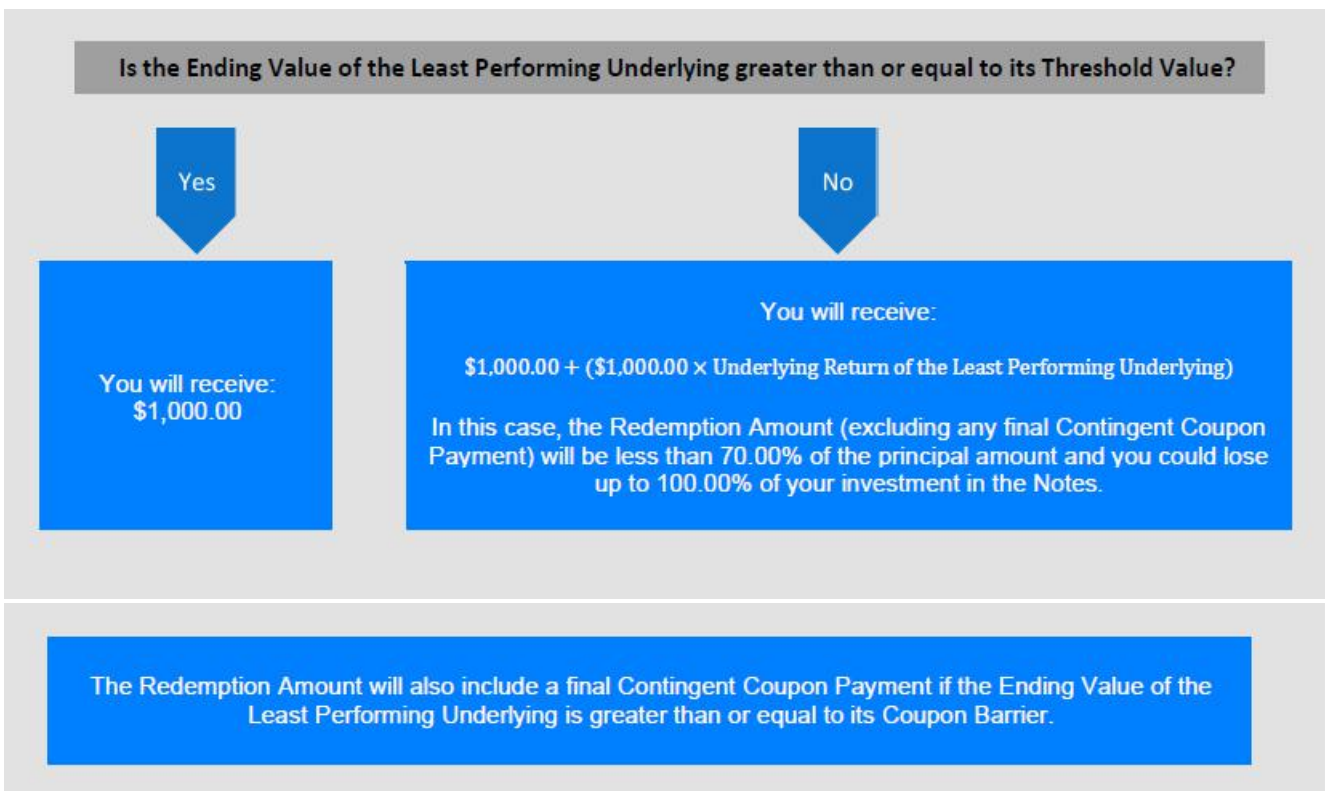 Is the Ending Value of the Least Performing Underlying greater than or equal to its Threshold Value?
Yes
No
You will receive:
$1,000.00
You will receive:
$1,000.00 + ($1,000.00 × Underlying Return of the Least Performing Underlying)
In this case, the Redemption Amount (excluding any final Contingent Coupon
Payment) will be less than 70.00% of the principal amount and you could lose
up to 100.00% of your investment in the Notes.
The Redemption Amount will also include a final Contingent Coupon Payment if the Ending Value of the
Least Performing Underlying is greater than or equal to its Coupon Barrier.